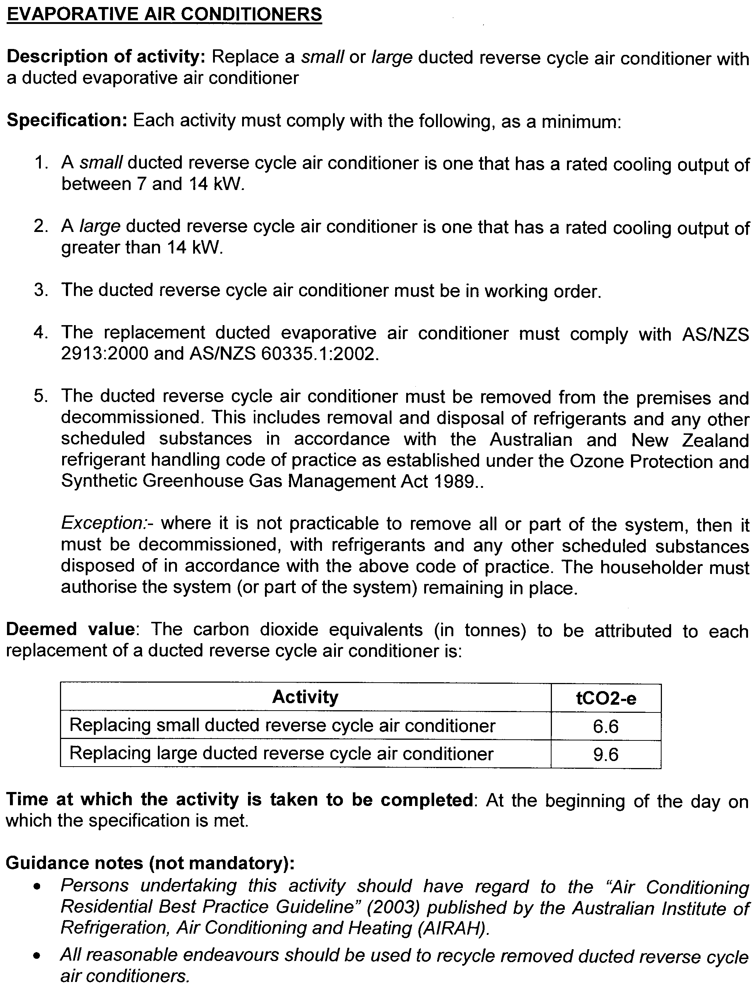 EVAPORATIVE AIR CONDITIONERS
Description of activity: Replace a small or large ducted reverse cycle air conditioner with
a ducted evaporative air conditioner
Specification: Each activity must comply with the following, as a minimum:
1. A small ducted reverse cycle air conditioner is one that has a rated cooling output of
between 7 and 14 kW.
2. A large ducted reverse cycle air conditioner is one that has a rated cooling output of
greater than 14 kW.
3. The ducted reverse cycle air conditioner must be in working order.
4. The replacement ducted evaporative air conditioner must comply with AS/NZS
2913:2000 and AS/NZS 60335.1:2002.
5. The ducted reverse cycle air conditioner must be removed from the premises and
decommissioned. This includes removal and disposal of refrigerants and any other
scheduled substances in accordance with the Australian and New Zealand
refrigerant handling code of practice as established under the Ozone Protection and
Synthetic Greenhouse Gas Management Act 1989..
Exception:- where it is not practicable to remove all or part of the system, then it
must be decommissioned, with refrigerants and any other scheduled substances
disposed of in accordance with the above code of practice. The householder must
authorise the system (or part of the system) remaining in place.
Deemed value: The carbon dioxide equivalents (in tonnes) to be attributed to each
replacement of a ducted reverse cycle air conditioner is:
Activity tCO2-e
Replacing small ducted reverse cycle air conditioner 6.6
Replacing large ducted reverse cycle air conditioner 9.6
Time at which the activity is taken to be completed: At the beginning of the day on
which the specification is met.
Guidance notes (not mandatory):
• Persons undertaking this activity should have regard to the “Air Conditioning
Residential Best Practice Guideline” (2003) published by the Australian Institute of
Refrigeration, Air Conditioning and Heating (AIRAH).
• All reasonable endeavours should be used to recycle removed ducted reverse cycle
air conditioners.